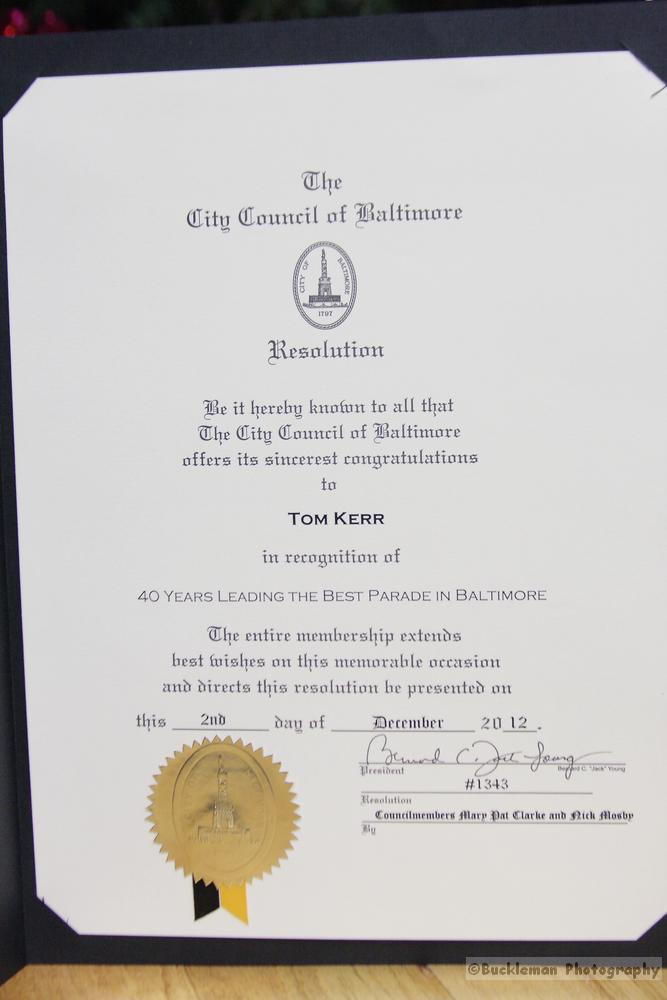 The
City Council of Baltimore
CITY OF BALTIMORE
1797
Resolution
Be it hereby known to all that
The City Council of Baltimore
offers its sincerest congratulations
to
TOM KERR
in recognition of
40 YEARS LEADING THE BEST PARADE IN BALTIMORE
The entire membership extends
best wishes on this memorable occasion
and directs this resolution be presented on
this 2nd day of December 2012.
Bernard C. "Jack" Young
President Bernard C. "Jack" Young
#1343
Resolution
Councilmembers Mary Pat Clarke and Nick Mosby
By
©Buckleman Photography